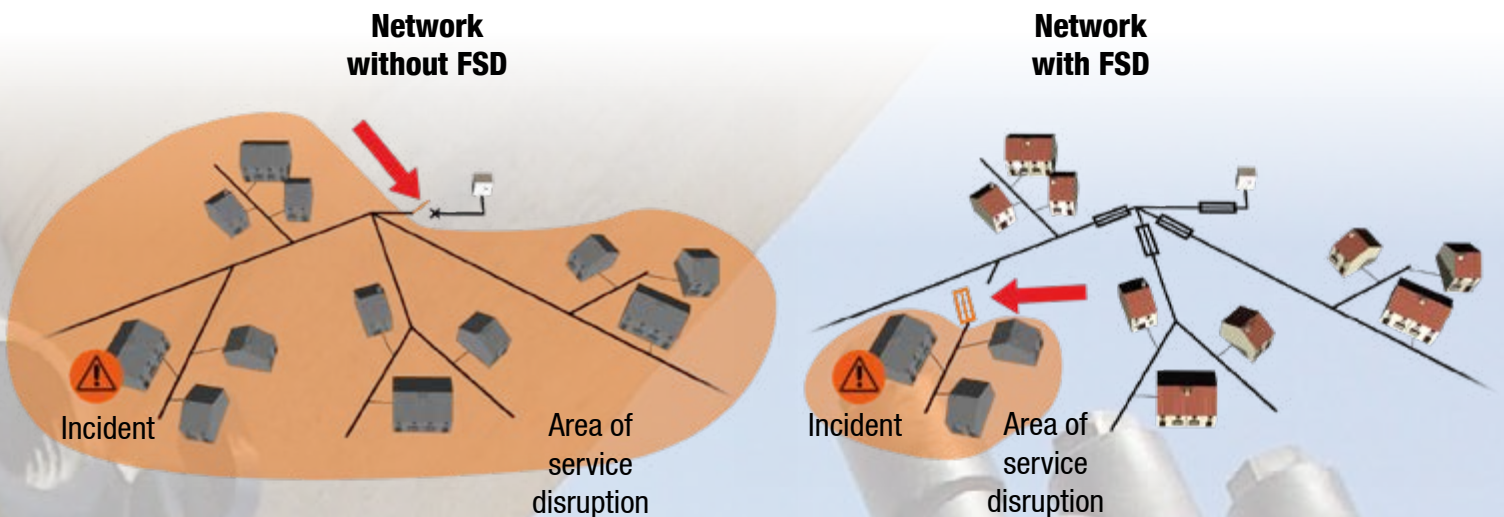 Network
without FSD
Network
with FSD
Incident
Area of
service
disruption
Incident
Area of
service
disruption